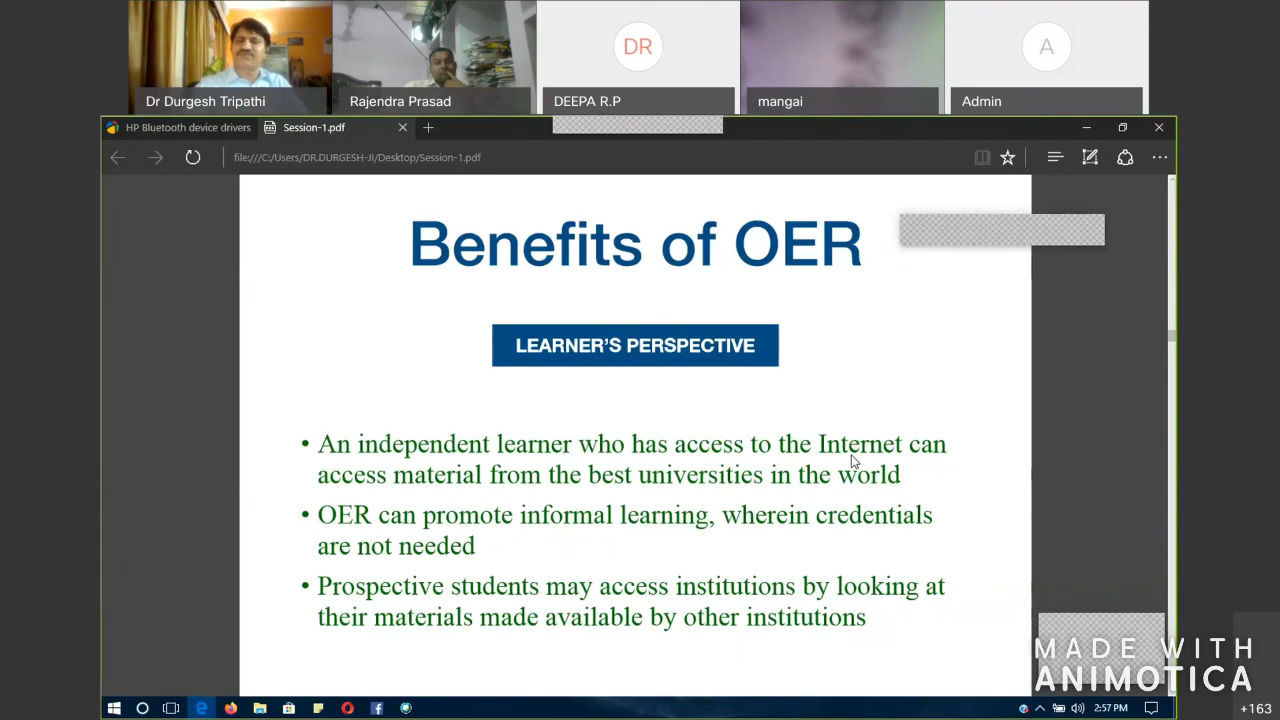 DR
A
Dr Durgesh Tripathi
Rajendra Prasad
DEEPA R.P
mangai
Admin
HP Bluetooth device drivers
Session-1.pdf
file:///C:/Users/DR.DURGESH-JI/Desktop/Session-1.pdf
Benefits of OER
LEARNER'S PERSPECTIVE
• An independent learner who has access to the Internet can
access material from the best universities in the world
• OER can promote informal learning, wherein credentials
are not needed
• Prospective students may access institutions by looking at
their materials made available by other institutions
MADE WITH
ANIMOTICA
2:57 PM
+163